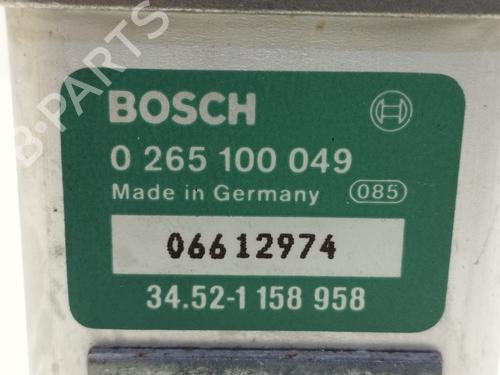 B-PARTS
BOSCH
0 265 100 049
Made in Germany 085
06612974
34.52-1 158 958